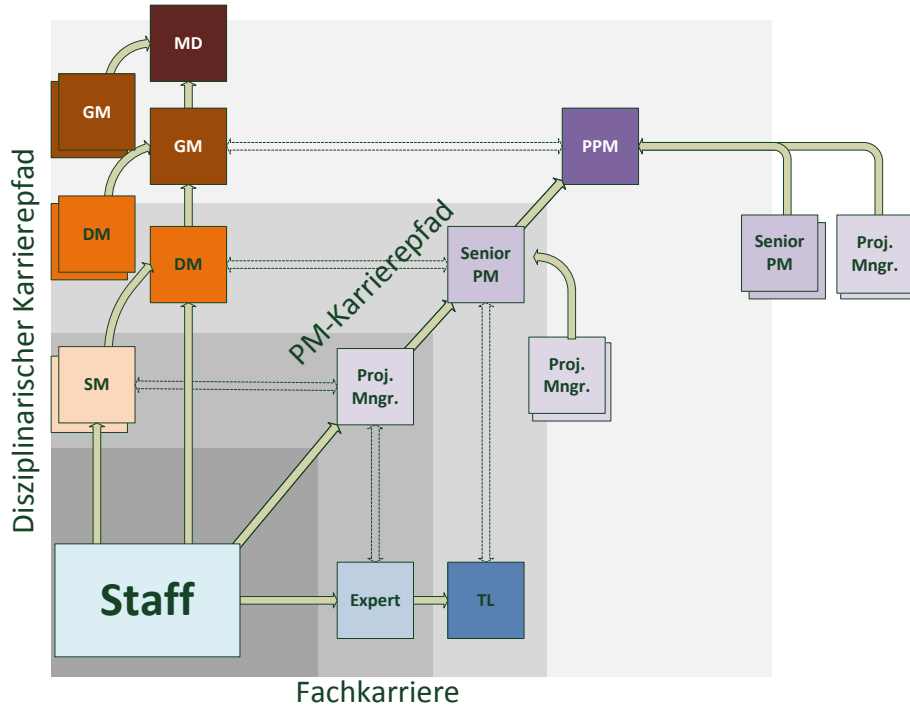 MD
GM
GM
PPM
DM
DM
Senior
PM
Senior
PM
Proj.
Mngr.
SM
Proj.
Mngr.
Proj.
Mngr.
Staff
Expert
TL
Disziplinarischer Karrierepfad
PM-Karrierepfad
Fachkarriere